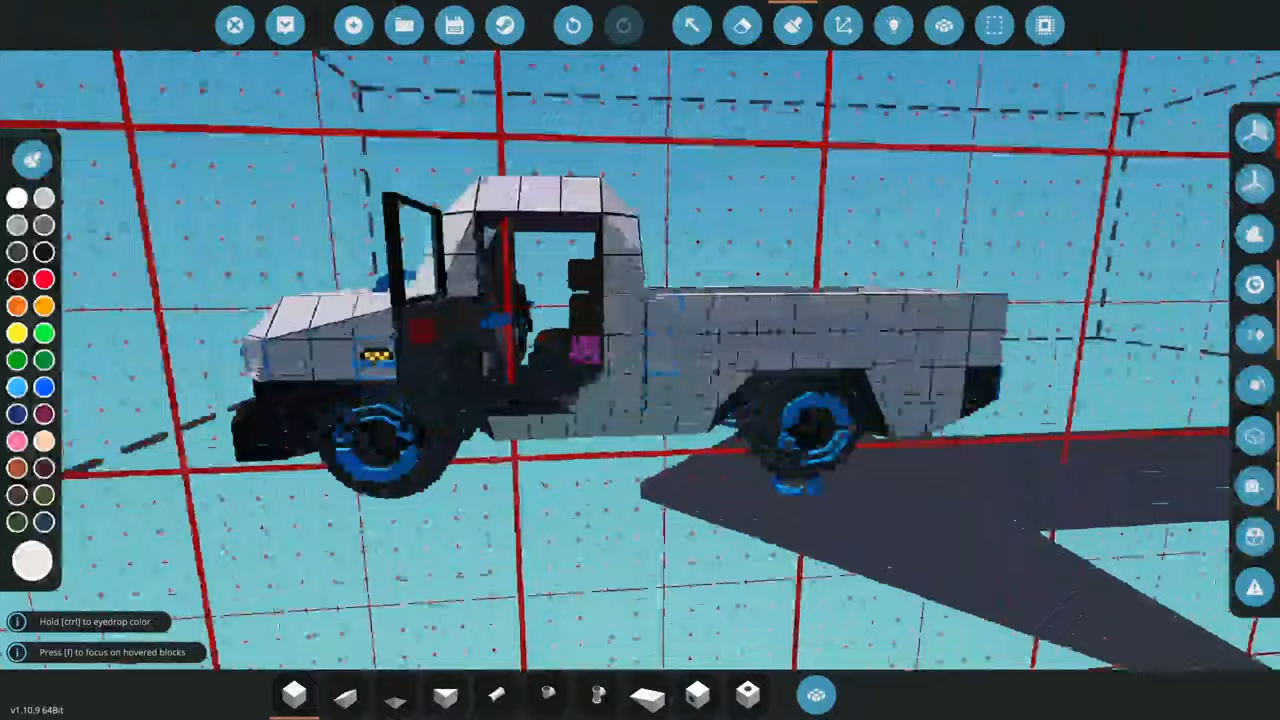 Hold [ctrl] to eyedrop color
Press [f] to focus on hovered blocks
v1.10.9 64Bit